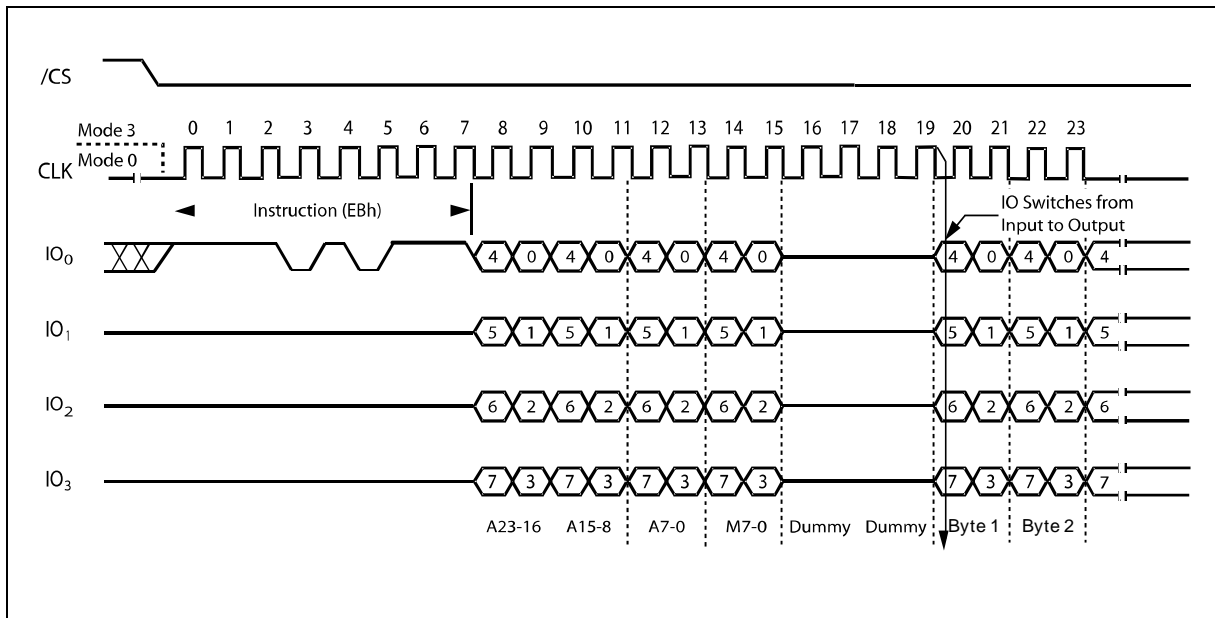 /CS
Mode 3
0 1 2 3 4 5 6 7 8 9 10 11 12 13 14 15 16 17 18 19 20 21 22 23
Mode 0
CLK
Instruction (EBh)
IO Switches from
Input to Output
IO0 4 0 4 0 4 0 4 0 4 0 4 0 4
IO1 5 1 5 1 5 1 5 1 5 1 5 1 5
IO2 6 2 6 2 6 2 6 2 6 2 6 2 6
IO3 7 3 7 3 7 3 7 3 7 3 7 3 7
A23-16 A15-8 A7-0 M7-0 Dummy Dummy Byte 1 Byte 2